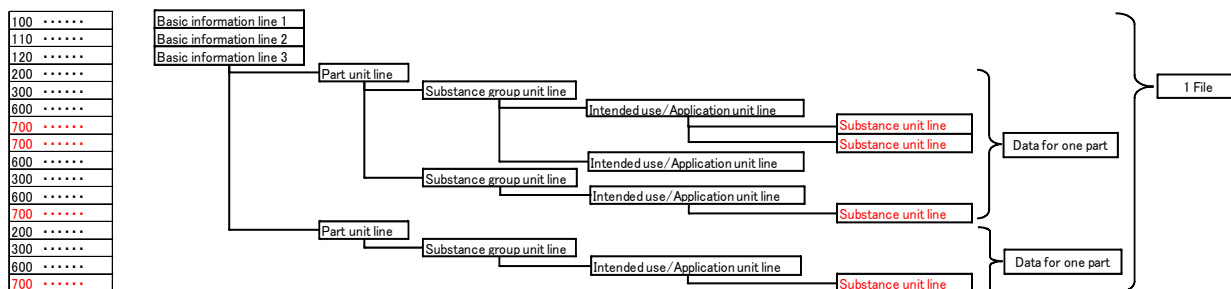 100 ······ Basic information line 1
110 ······ Basic information line 2
120 ······ Basic information line 3
200 ······ Part unit line
300 ······ Substance group unit line
600 ······ Intended use/Application unit line
700 ······ Substance unit line
700 ······ Substance unit line
600 ······ Intended use/Application unit line
300 ······ Substance group unit line
600 ······ Intended use/Application unit line
700 ······ Substance unit line
200 ······ Part unit line
300 ······ Substance group unit line
600 ······ Intended use/Application unit line
700 ······ Substance unit line
Data for one part
Data for one part
1 File